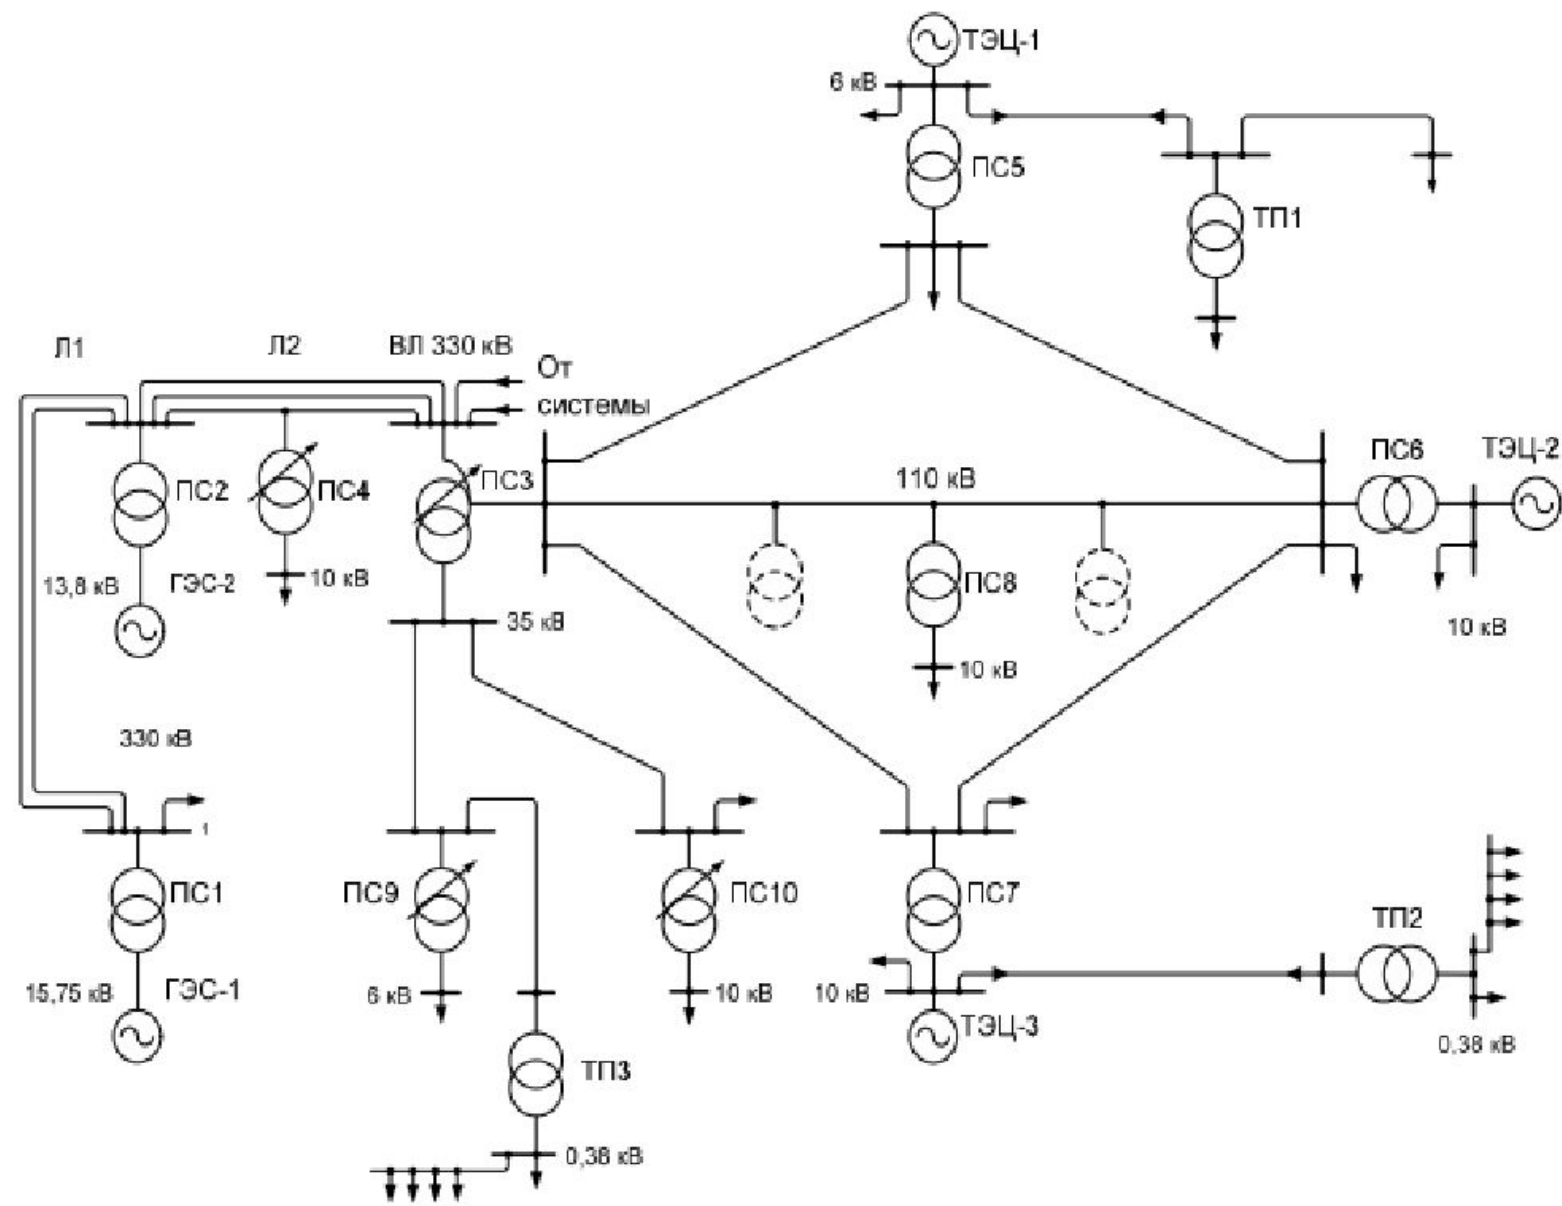 ТЭЦ-1
6 кВ
ПС5
ТП1
Л1
Л2
ВЛ 330 кВ
От
системы
ПС2
ПС4
ПС3
110 кВ
ПС6
ТЭЦ-2
13,8 кВ
ГЭС-2
10 кВ
35 кВ
ПС8
10 кВ
10 кВ
330 кВ
1
ПС1
ПС9
ПС10
ПС7
ТП2
15,75 кВ
ГЭС-1
6 кВ
10 кВ
10 кВ
ТЭЦ-3
0,38 кВ
ТП3
0,38 кВ